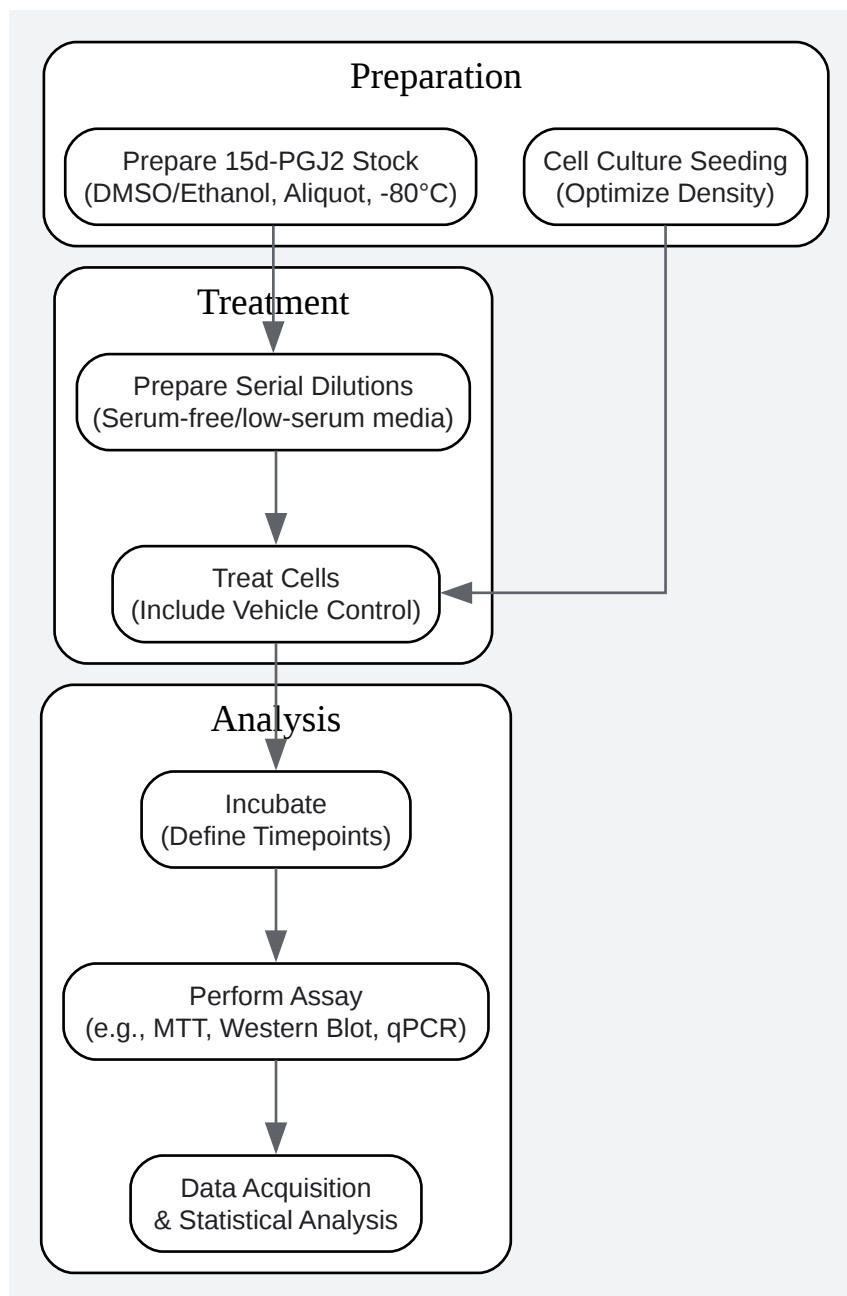 Preparation
Prepare 15d-PGJ2 Stock
(DMSO/Ethanol, Aliquot, -80°C)
Cell Culture Seeding
(Optimize Density)
Treatment
Prepare Serial Dilutions
(Serum-free/low-serum media)
Treat Cells
(Include Vehicle Control)
Analysis
Incubate
(Define Timepoints)
Perform Assay
(e.g., MTT, Western Blot, qPCR)
Data Acquisition
& Statistical Analysis